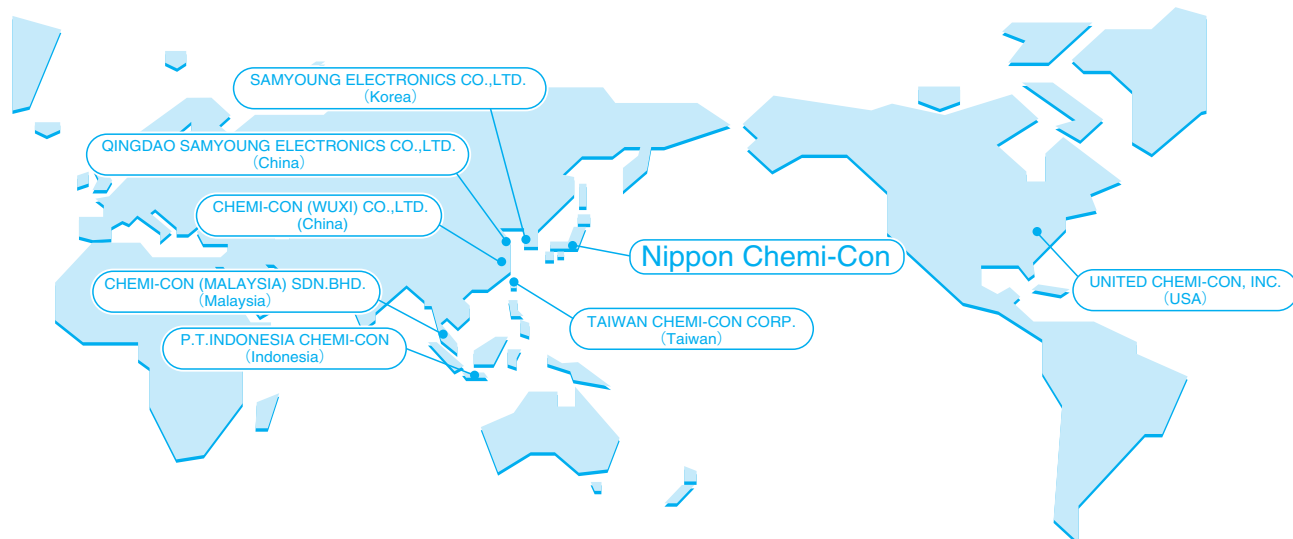 SAMYOUNG ELECTRONICS CO.,LTD.
（Korea）
QINGDAO SAMYOUNG ELECTRONICS CO.,LTD.
（China）
CHEMI-CON (WUXI) CO.,LTD.
(China)
Nippon Chemi-Con
CHEMI-CON (MALAYSIA) SDN.BHD.
（Malaysia）
UNITED CHEMI-CON, INC.
（USA）
TAIWAN CHEMI-CON CORP.
（Taiwan）
P.T.INDONESIA CHEMI-CON
（Indonesia）